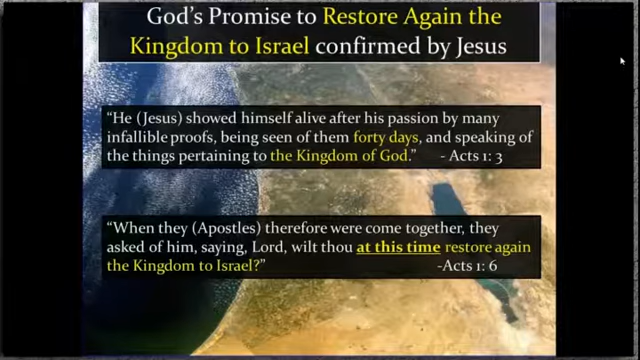 God's Promise to Restore Again the
Kingdom to Israel confirmed by Jesus
“He (Jesus) showed himself alive after his passion by many
infallible proofs, being seen of them forty days, and speaking of
the things pertaining to the Kingdom of God.” - Acts 1: 3
“When they (Apostles) therefore were come together, they
asked of him, saying, Lord, wilt thou at this time restore again
the Kingdom to Israel?” -Acts 1: 6